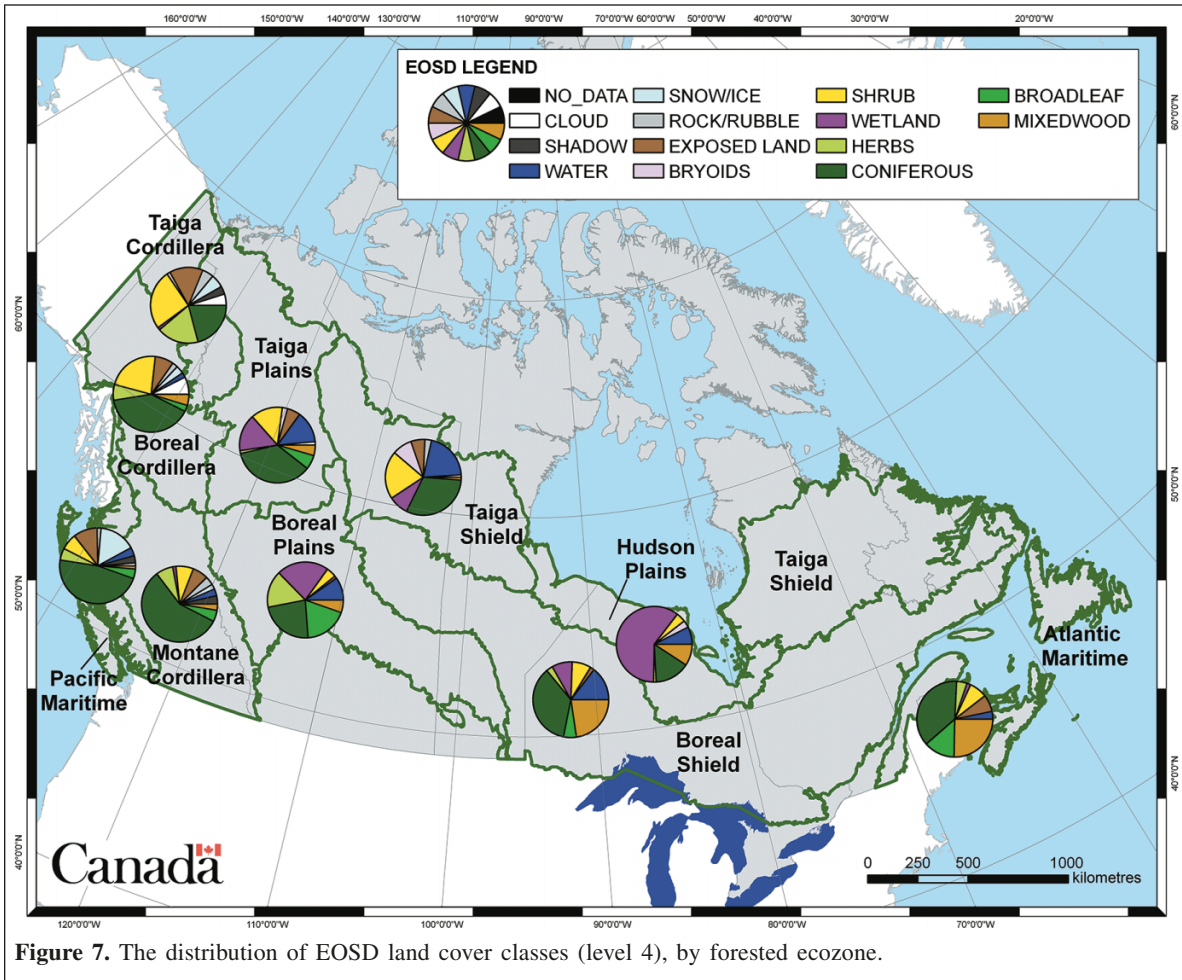 160°0'0"W 150°0'0"W 140°0'0"W 130°0'0"W 120°0'0"W 110°0'0"W 90°0'0"W 80°0'0"W 70°0'0"W 60°0'0"W 50°0'0"W 40°0'0"W 30°0'0"W 20°0'0"W
EOSD LEGEND
NO_DATA
CLOUD
SHADOW
WATER
SNOW/ICE
ROCK/RUBBLE
EXPOSED LAND
BRYOIDS
SHRUB
WETLAND
HERBS
CONIFEROUS
BROADLEAF
MIXEDWOOD
60°0'0"N
50°0'0"N
40°0'0"N
60°0'0"N
50°0'0"N
40°0'0"N
Taiga
Cordillera
Taiga
Plains
Boreal
Cordillera
Boreal
Plains
Taiga
Shield
Hudson
Plains
Taiga
Shield
Atlantic
Maritime
Pacific
Maritime
Montane
Cordillera
Boreal
Shield
Canada
0 250 500 1000
kilometres
120°0'0"W 110°0'0"W 100°0'0"W 90°0'0"W 80°0'0"W 70°0'0"W
Figure 7. The distribution of EOSD land cover classes (level 4), by forested ecozone.